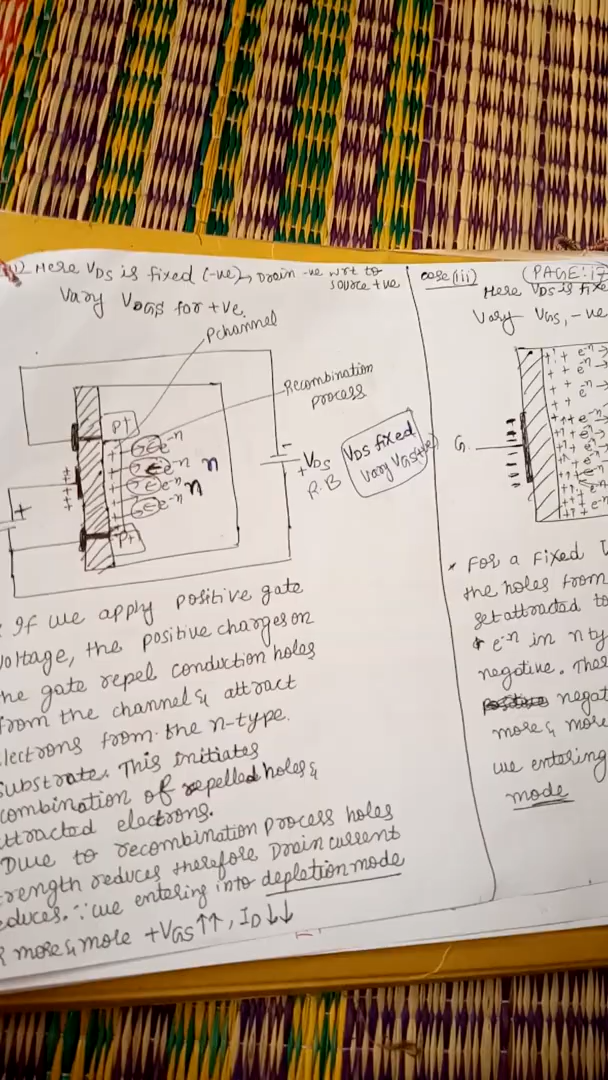 Here VDS is fixed (-ve), Drain -ve wrt to source +ve
Vary VDGS for +ve.
Pchannel
Recombination process
P+
e-n
e-n n
e-n n
e-n
P+
-
+ VDS
R.B
VDS fixed
Vary VGS(+ve)
+
If we apply positive gate
voltage, the positive charges on
the gate repel conduction holes
from the channel & attract
electrons from the n-type.
substrate. This initiates
combination of repelled holes &
attracted electrons.
Due to recombination process holes
strength reduces therefore Drain current
reduces. ∵ we entering into depletion mode
more & more +VGS↑↑, ID↓↓
case(iii)
(PAGE:17
Here VDS is fixe
Vary VGS, -ve
G.
e-n
e-n
e-n
e-n
e-n
e-n
e-n
e-n
* For a Fixed
the holes from
get attracted to
e-n in n ty
negative. Ther
negat
more & more
we entering
mode